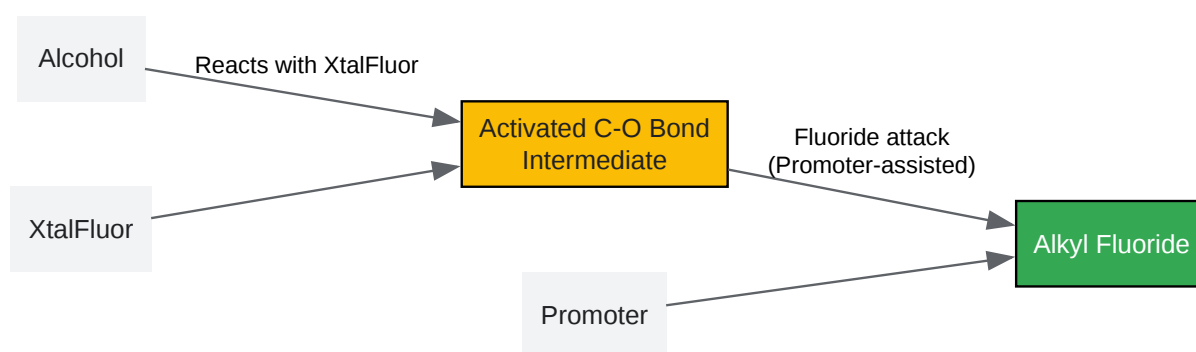 Alcohol
Reacts with XtalFluor
Activated C-O Bond
Intermediate
Fluoride attack
(Promoter-assisted)
XtalFluor
Alkyl Fluoride
Promoter